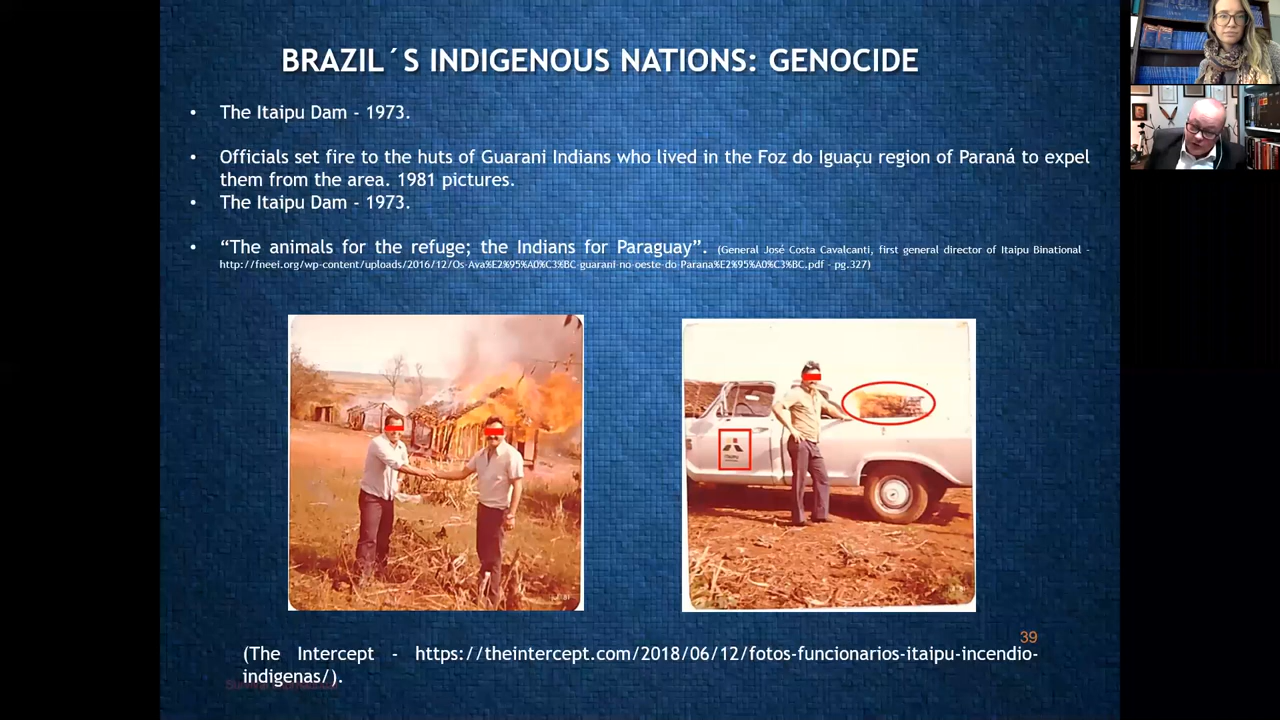 BRAZIL´S INDIGENOUS NATIONS: GENOCIDE
• The Itaipu Dam - 1973.
• Officials set fire to the huts of Guarani Indians who lived in the Foz do Iguaçu region of Paraná to expel
them from the area. 1981 pictures.
• The Itaipu Dam - 1973.
• “The animals for the refuge; the Indians for Paraguay”. (General José Costa Cavalcanti, first general director of Itaipu Binational -
http://fneei.org/wp-content/uploads/2016/12/Os-Ava%E2%95%A0%C3%BC-guarani-no-oeste-do-Parana%E2%95%A0%C3%BC.pdf - pg.327)
ITAIPU
39
(The Intercept - https://theintercept.com/2018/06/12/fotos-funcionarios-itaipu-incendio-
indigenas/).